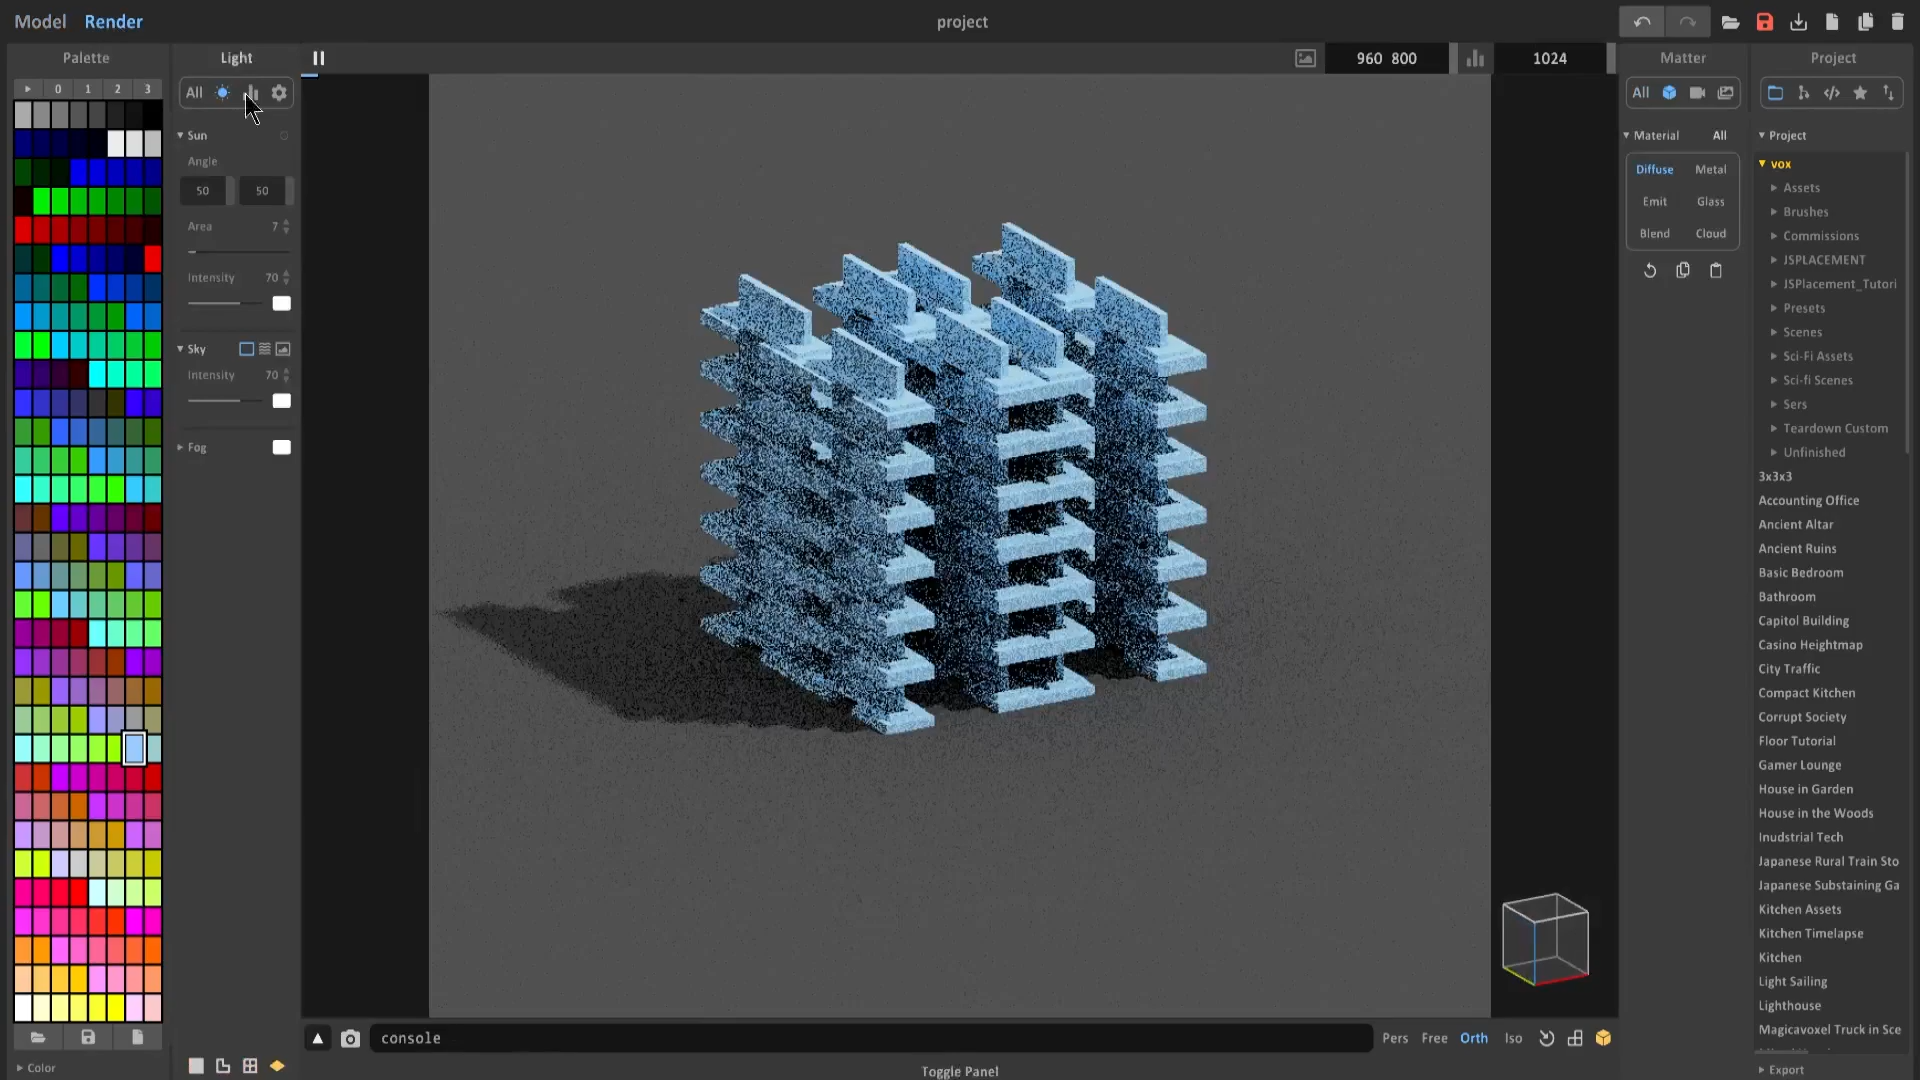 Model Render
project
960 800
1024
Palette
0 1 2 3
Color
Light
All
Sun
Angle
50 50
Area 7
Intensity 70
Sky
Intensity 70
Fog
console
Pers Free Orth Iso
Toggle Panel
Matter
All
Material All
Diffuse Metal
Emit Glass
Blend Cloud
Project
Project
vox
Assets
Brushes
Commissions
JSPLACEMENT
JSPlacement_Tutori
Presets
Scenes
Sci-Fi Assets
Sci-fi Scenes
Sers
Teardown Custom
Unfinished
3x3x3
Accounting Office
Ancient Altar
Ancient Ruins
Basic Bedroom
Bathroom
Capitol Building
Casino Heightmap
City Traffic
Compact Kitchen
Corrupt Society
Floor Tutorial
Gamer Lounge
House in Garden
House in the Woods
Inudstrial Tech
Japanese Rural Train Sto
Japanese Substaining Ga
Kitchen Assets
Kitchen Timelapse
Kitchen
Light Sailing
Lighthouse
Magicavoxel Truck in Sce
Export